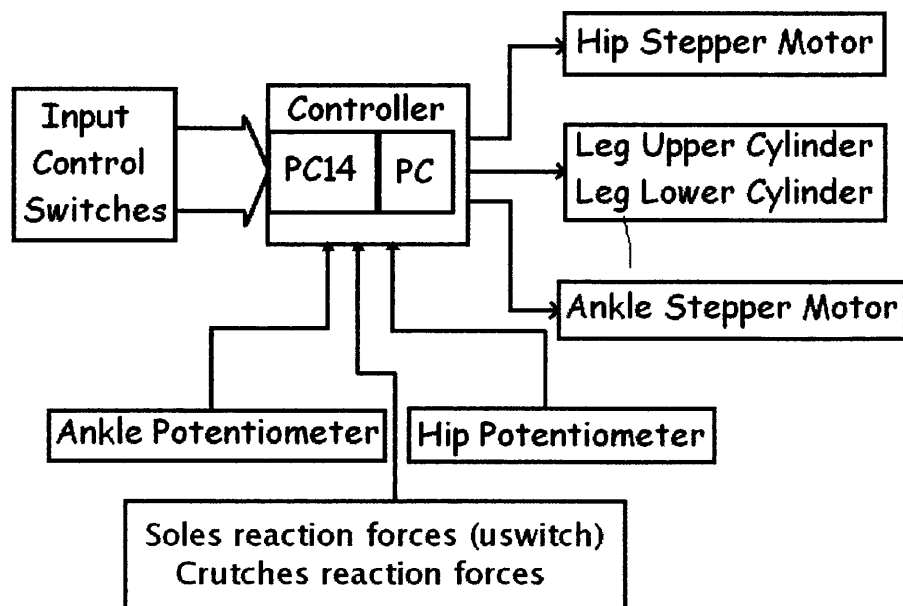 Hip Stepper Motor
Input
Control
Switches
Controller
PC14
PC
Leg Upper Cylinder
Leg Lower Cylinder
Ankle Stepper Motor
Ankle Potentiometer
Hip Potentiometer
Soles reaction forces (uswitch)
Crutches reaction forces